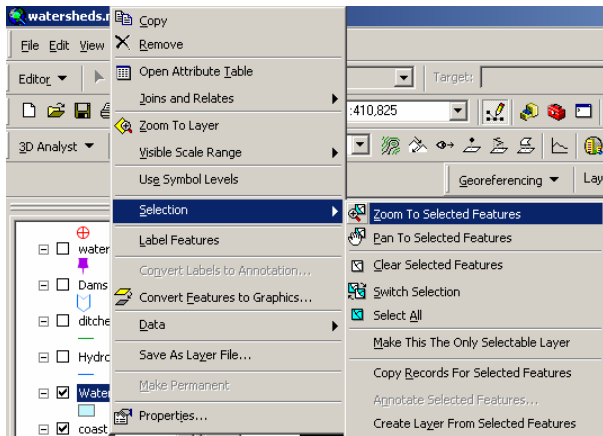 watersheds.
File Edit View
Editor
Target:
:410,825
3D Analyst
Georeferencing
Lay
water
Dams
ditche
Hydro
Water
coast
Copy
Remove
Open Attribute Table
Joins and Relates
Zoom To Layer
Visible Scale Range
Use Symbol Levels
Selection
Label Features
Convert Labels to Annotation...
Convert Features to Graphics...
Data
Save As Layer File...
Make Permanent
Properties...
Zoom To Selected Features
Pan To Selected Features
Clear Selected Features
Switch Selection
Select All
Make This The Only Selectable Layer
Copy Records For Selected Features
Annotate Selected Features...
Create Layer From Selected Features